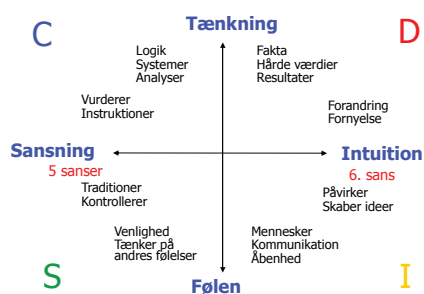 C
Tænkning
D
Logik
Systemer
Analyser
Fakta
Hårde værdier
Resultater
Vurderer
Instruktioner
Forandring
Fornyelse
Sansning
5 sanser
Intuition
6. sans
Traditioner
Kontrollerer
Påvirker
Skaber ideer
Venlighed
Tænker på
andres følelser
Mennesker
Kommunikation
Åbenhed
S
Følen
I